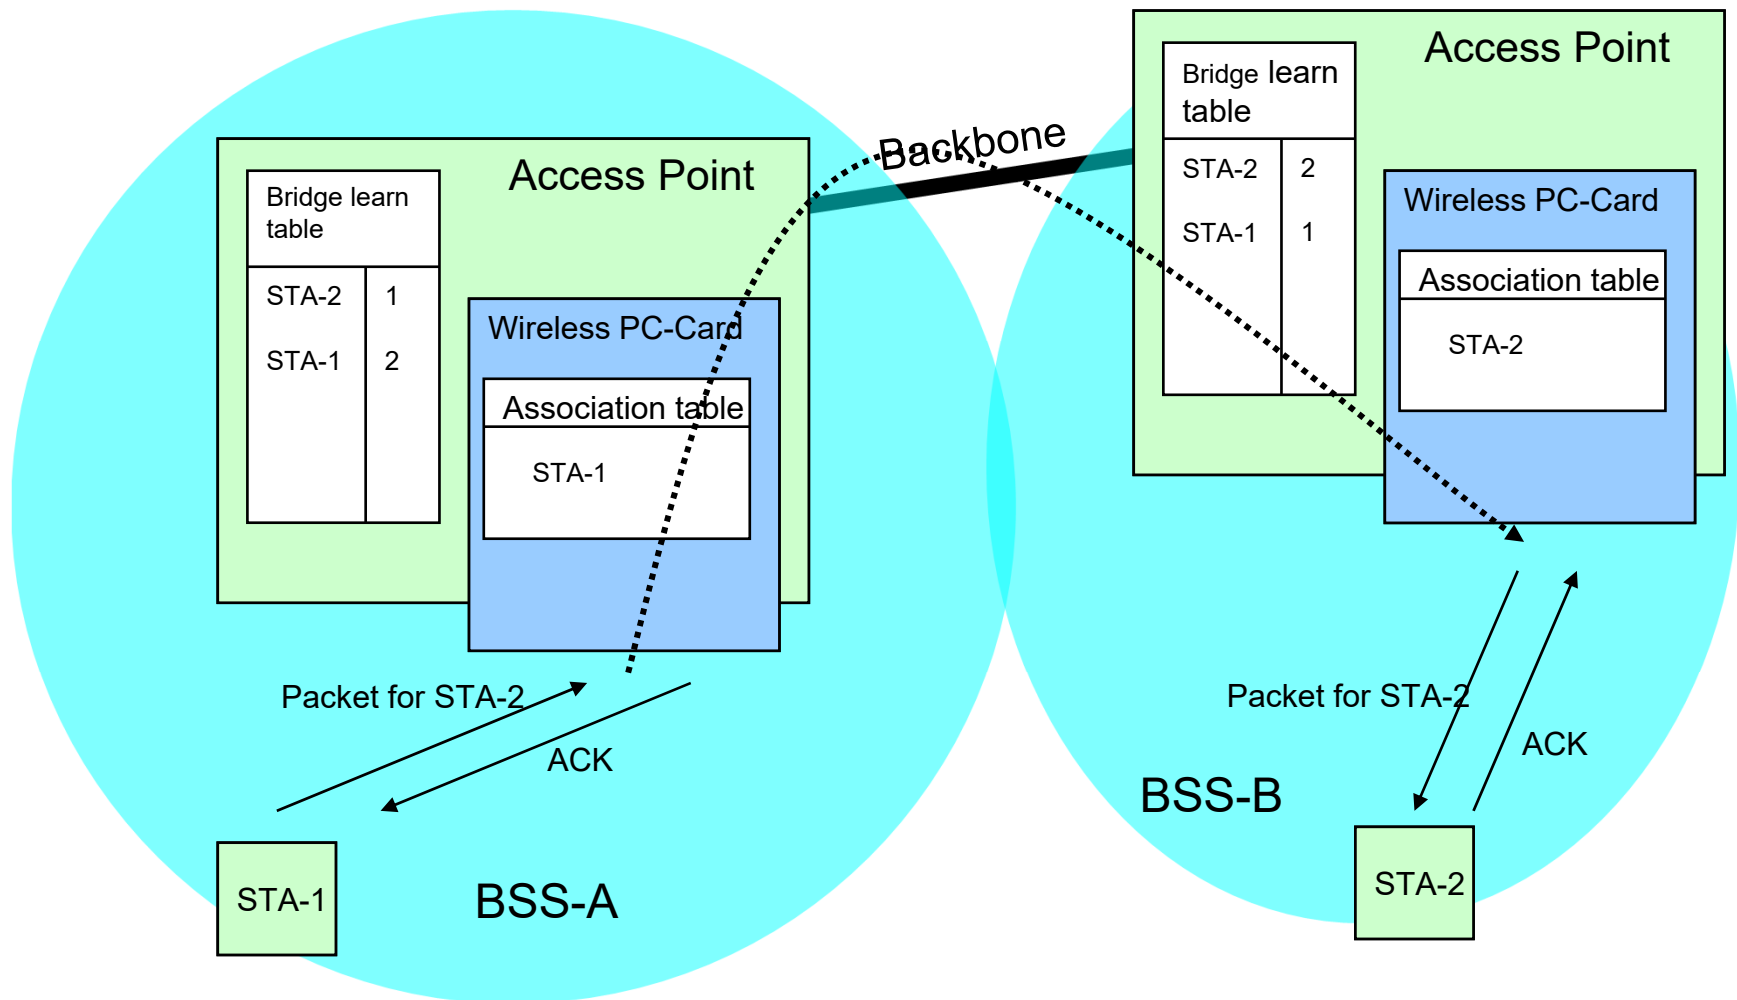 Access Point
Bridge learn
table
STA-2 1
STA-1 2
Wireless PC-Card
Association table
STA-1
Backbone
Access Point
Bridge learn
table
STA-2 2
STA-1 1
Wireless PC-Card
Association table
STA-2
Packet for STA-2
ACK
STA-1
BSS-A
Packet for STA-2
ACK
BSS-B
STA-2